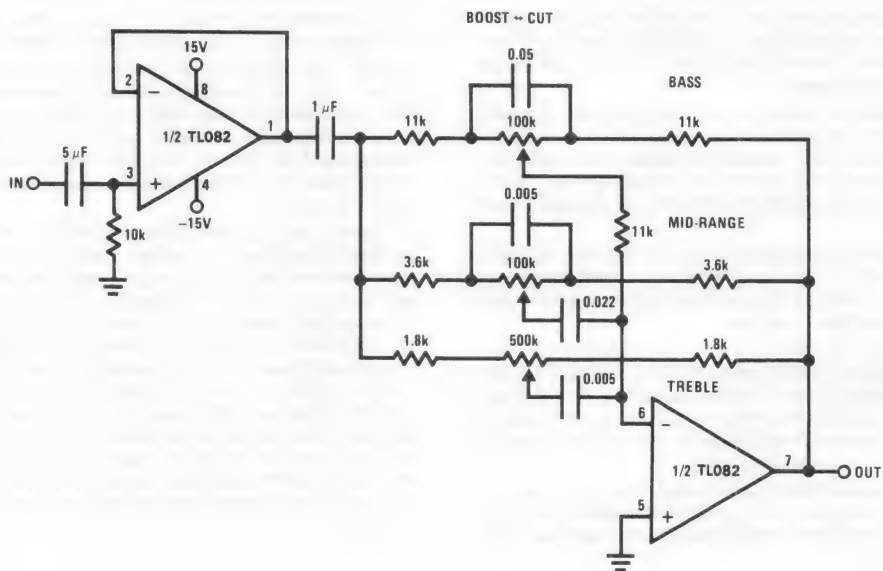 BOOST ↔ CUT
0.05
BASS
15V
2
8
1 µF
11k
100k
11k
−
1
1/2 TL082
5 µF
0.005
IN
3
+
4
11k
MID-RANGE
−15V
10k
3.6k
100k
3.6k
0.022
1.8k
500k
1.8k
0.005
TREBLE
6
−
7
1/2 TL082
OUT
5
+